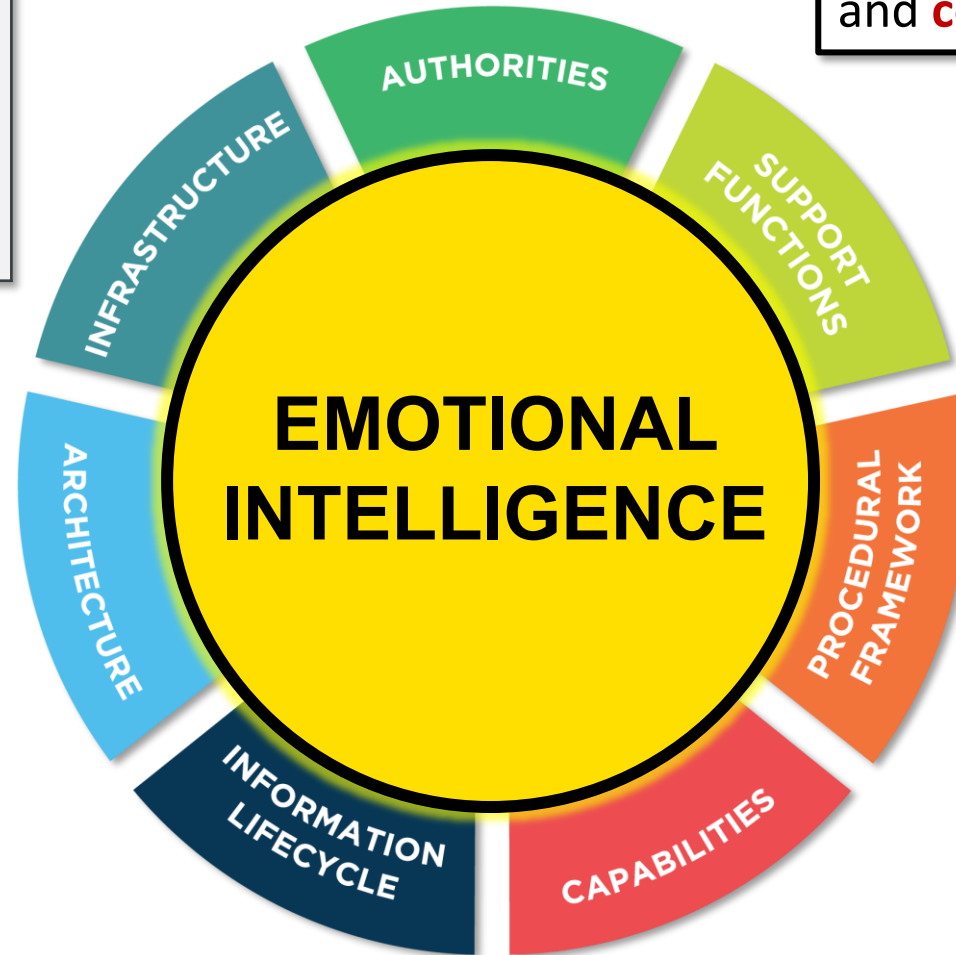 and
AUTHORITIES
SUPPORT
FUNCTIONS
PROCEDURAL
FRAMEWORK
CAPABILITIES
INFORMATION
LIFECYCLE
ARCHITECTURE
INFRASTRUCTURE
EMOTIONAL
INTELLIGENCE